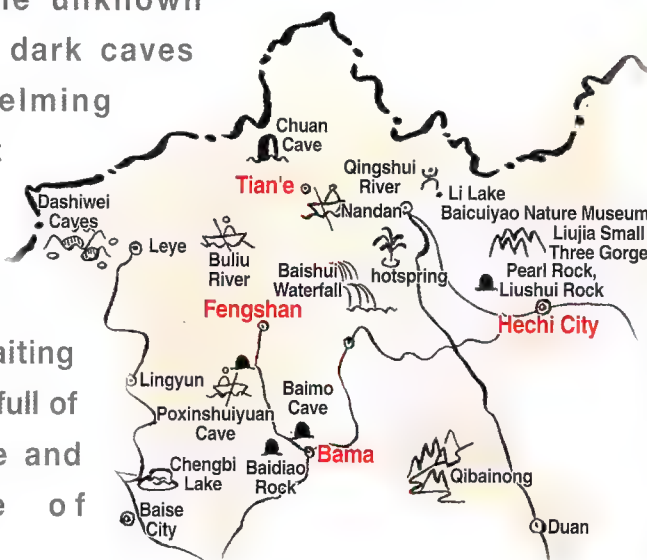 unknown
dark caves
Chuan
Cave
Tian'e
Qingshui
River
Li Lake
Nandan
Baicuiyao Nature Museum
Liujia Small
Three Gorge
Pearl Rock,
Liushui Rock
Hechi City
Dashiwei
Caves
Leye
Buliu
River
Baishui
Waterfall
hotspring
Fengshan
Lingyun
full of
Poxinshuiyuan
Cave
Baimo
Cave
and
Bama
Chengbi
Lake
Baidiao
Rock
Qibainong
of
Baise
City
Duan